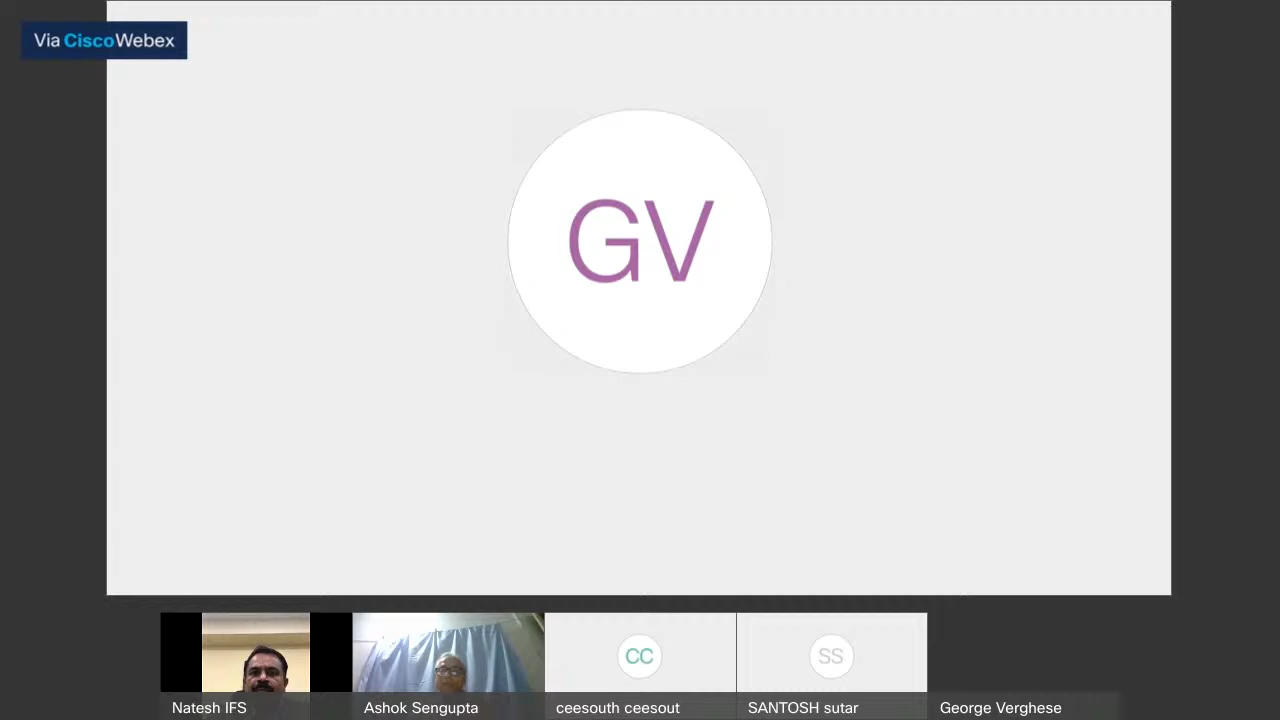 Via CiscoWebex
GV
CC
SS
Natesh IFS
Ashok Sengupta
ceesouth ceesout
SANTOSH sutar
George Verghese